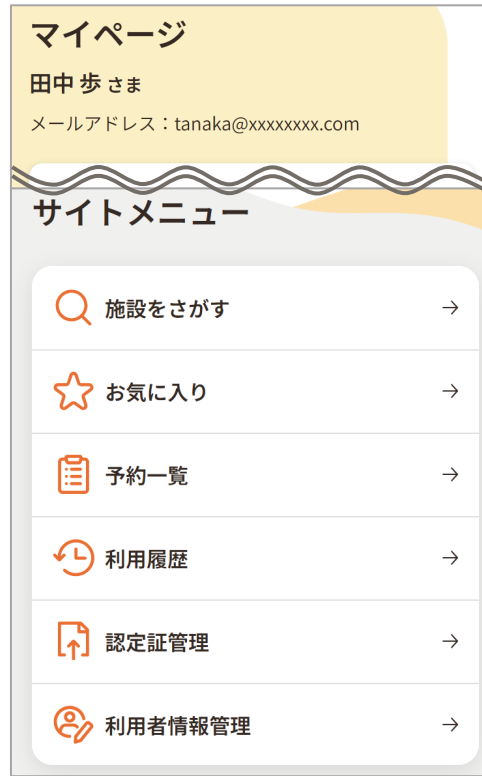 マイページ
田中 歩 さま
メールアドレス：tanaka@xxxxxxxx.com
サイトメニュー
施設をさがす
お気に入り
予約一覧
利用履歴
認定証管理
利用者情報管理